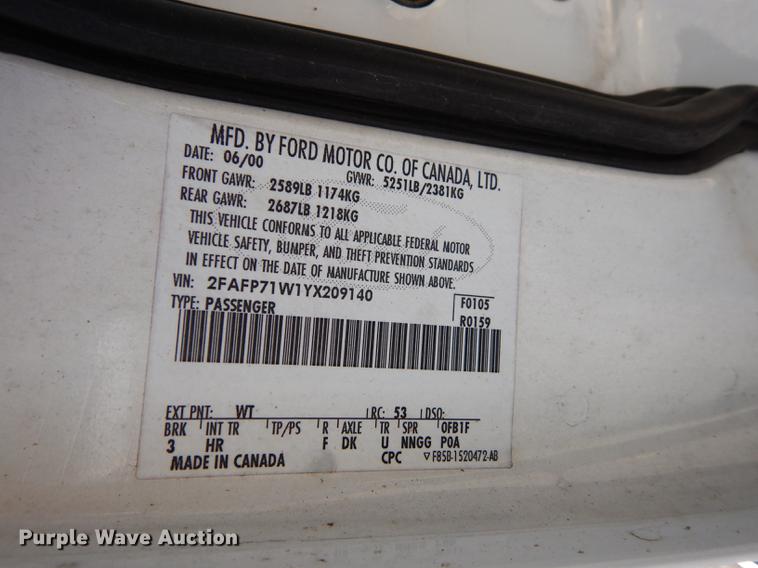 MFD. BY FORD MOTOR CO. OF CANADA, LTD.
DATE: 06/00 GVWR: 5251LB/2381KG
FRONT GAWR: 2589LB 1174KG
REAR GAWR: 2687LB 1218KG
THIS VEHICLE CONFORMS TO ALL APPLICABLE FEDERAL MOTOR
VEHICLE SAFETY, BUMPER, AND THEFT PREVENTION STANDARDS
IN EFFECT ON THE DATE OF MANUFACTURE SHOWN ABOVE.
VIN: 2FAFP71W1YX209140 F0105
TYPE: PASSENGER R0159
EXT PNT: WT RC: 53 DSO:
BRK INT TR TP/PS R AXLE TR SPR 0FB1F
3 HR F DK U NNGG POA
MADE IN CANADA CPC ▽ F85B-1520472-AB
Purple Wave Auction